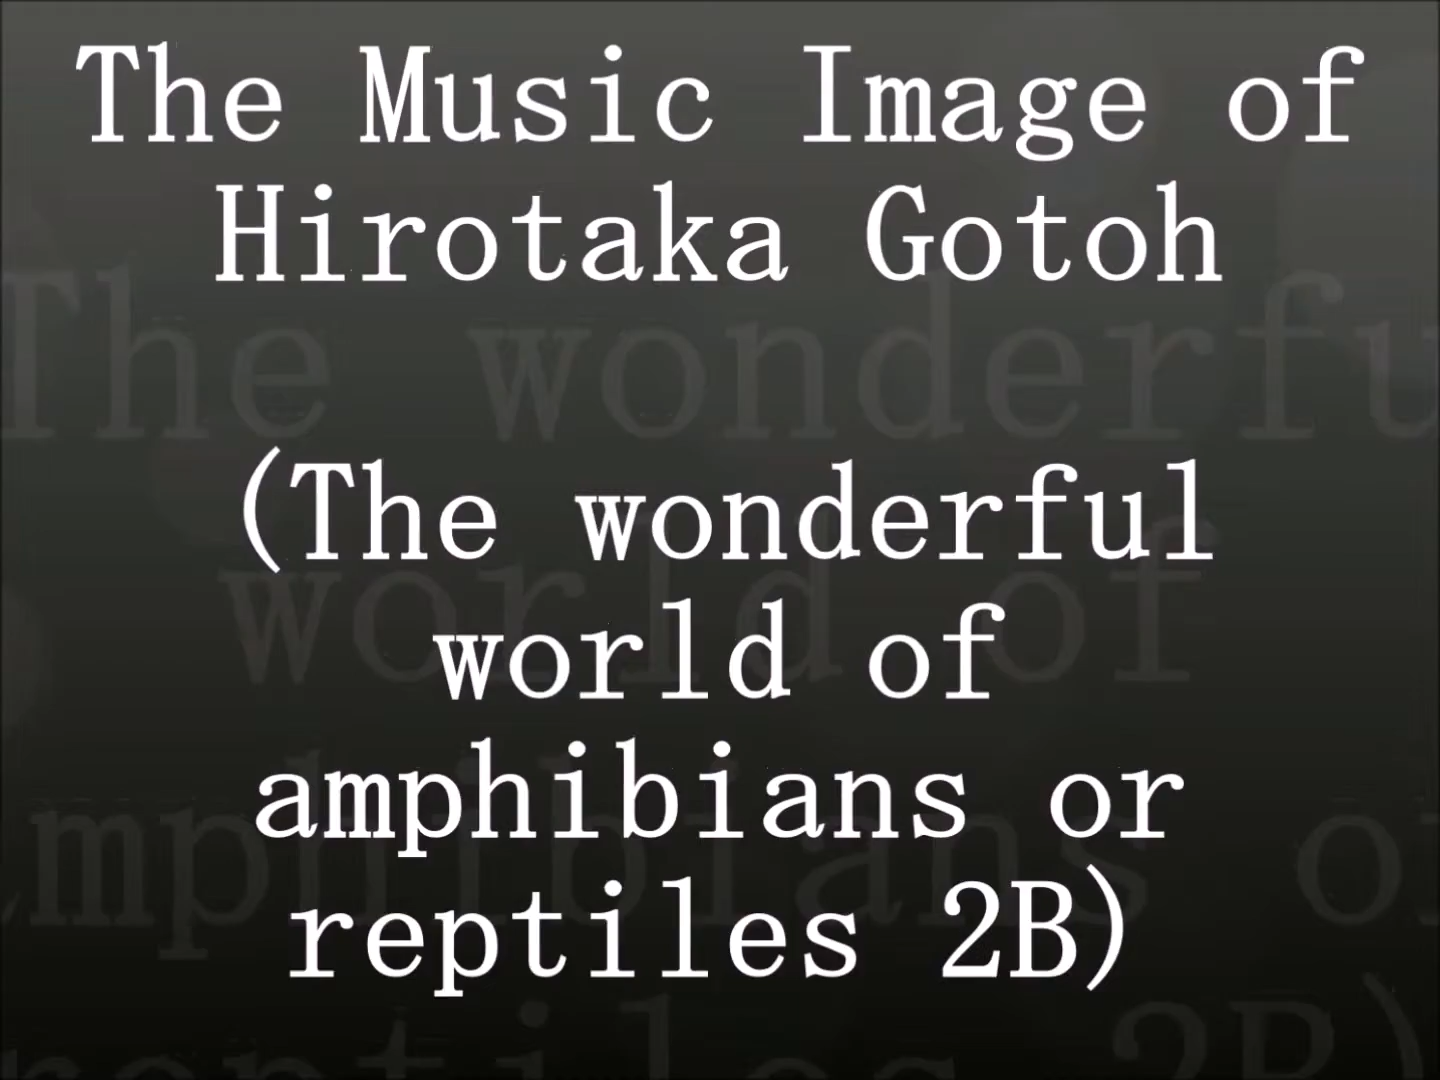 The Music Image of
Hirotaka Gotoh
(The wonderful
world of
amphibians or
reptiles 2B)